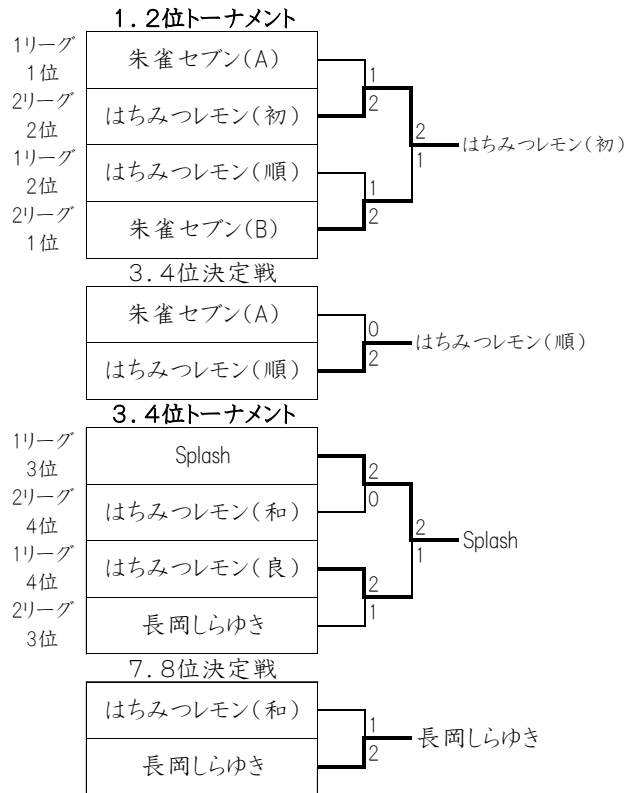 1.2位トーナメント
1リーグ
1位
朱雀セブン(A)
1
2リーグ
2位
はちみつレモン(初)
2
2
はちみつレモン(初)
1
1リーグ
2位
はちみつレモン(順)
1
2リーグ
1位
朱雀セブン(B)
2
3.4位決定戦
朱雀セブン(A)
0
はちみつレモン(順)
はちみつレモン(順)
2
3.4位トーナメント
1リーグ
3位
Splash
2
2リーグ
4位
はちみつレモン(和)
0
2
Splash
1
1リーグ
4位
はちみつレモン(良)
2
2リーグ
3位
長岡しらゆき
1
7.8位決定戦
はちみつレモン(和)
1
長岡しらゆき
長岡しらゆき
2